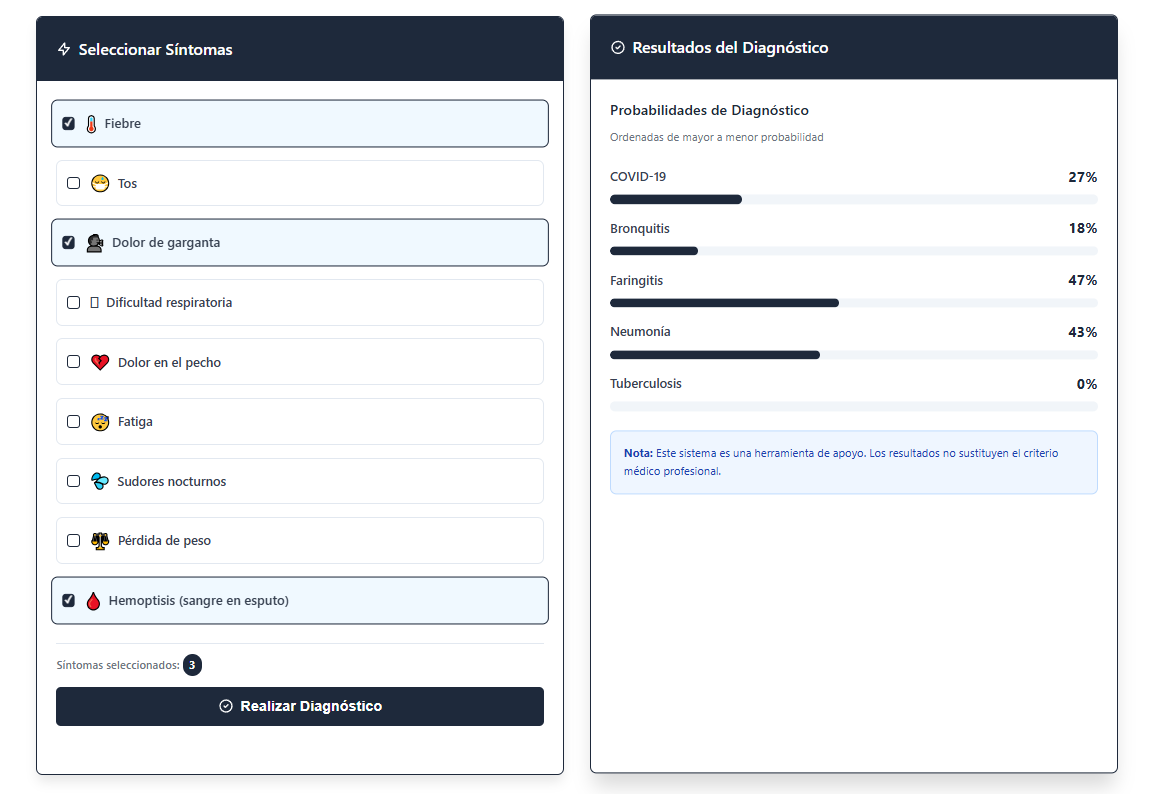 Seleccionar Síntomas
Fiebre
Tos
Dolor de garganta
Dificultad respiratoria
Dolor en el pecho
Fatiga
Sudores nocturnos
Pérdida de peso
Hemoptisis (sangre en esputo)
Síntomas seleccionados: 3
Realizar Diagnóstico
Resultados del Diagnóstico
Probabilidades de Diagnóstico
Ordenadas de mayor a menor probabilidad
COVID-19 27%
Bronquitis 18%
Faringitis 47%
Neumonía 43%
Tuberculosis 0%
Nota: Este sistema es una herramienta de apoyo. Los resultados no sustituyen el criterio
médico profesional.